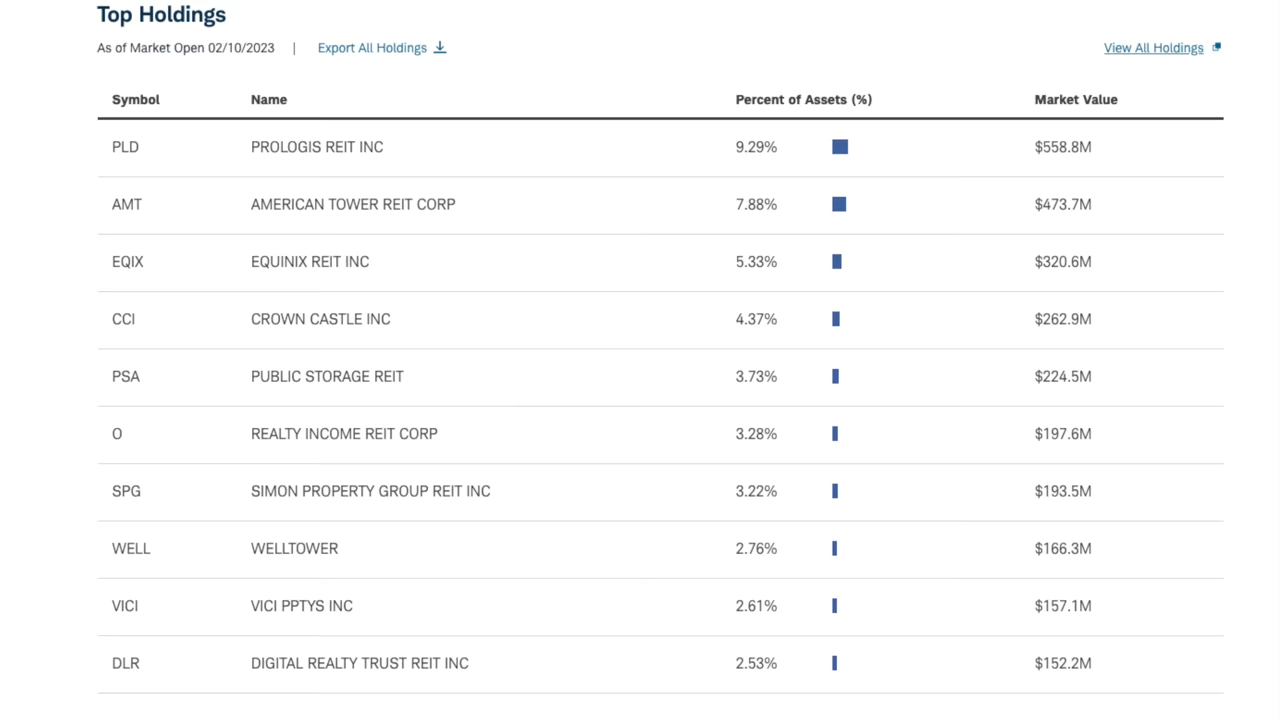 Top Holdings
As of Market Open 02/10/2023 | Export All Holdings View All Holdings
Symbol Name Percent of Assets (%) Market Value
PLD PROLOGIS REIT INC 9.29% $558.8M
AMT AMERICAN TOWER REIT CORP 7.88% $473.7M
EQIX EQUINIX REIT INC 5.33% $320.6M
CCI CROWN CASTLE INC 4.37% $262.9M
PSA PUBLIC STORAGE REIT 3.73% $224.5M
O REALTY INCOME REIT CORP 3.28% $197.6M
SPG SIMON PROPERTY GROUP REIT INC 3.22% $193.5M
WELL WELLTOWER 2.76% $166.3M
VICI VICI PPTYS INC 2.61% $157.1M
DLR DIGITAL REALTY TRUST REIT INC 2.53% $152.2M